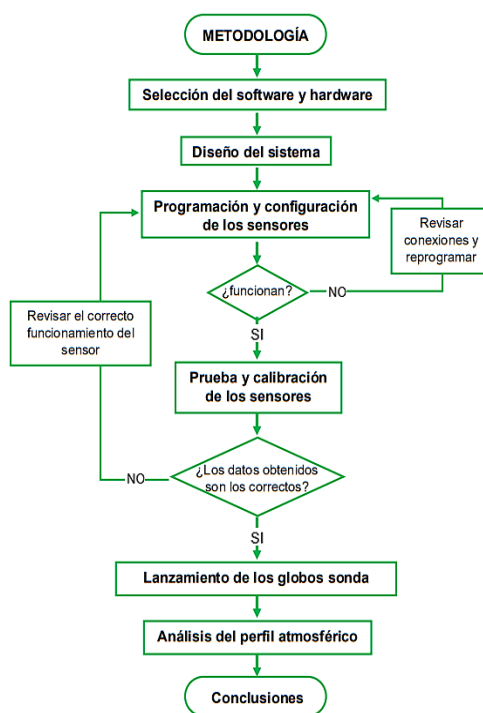 METODOLOGÍA
Selección del software y hardware
Diseño del sistema
Programación y configuración
de los sensores
Revisar
conexiones y
reprogramar
¿funcionan?
NO
SI
Revisar el correcto
funcionamiento del
sensor
Prueba y calibración
de los sensores
¿Los datos obtenidos
son los correctos?
NO
SI
Lanzamiento de los globos sonda
Análisis del perfil atmosférico
Conclusiones